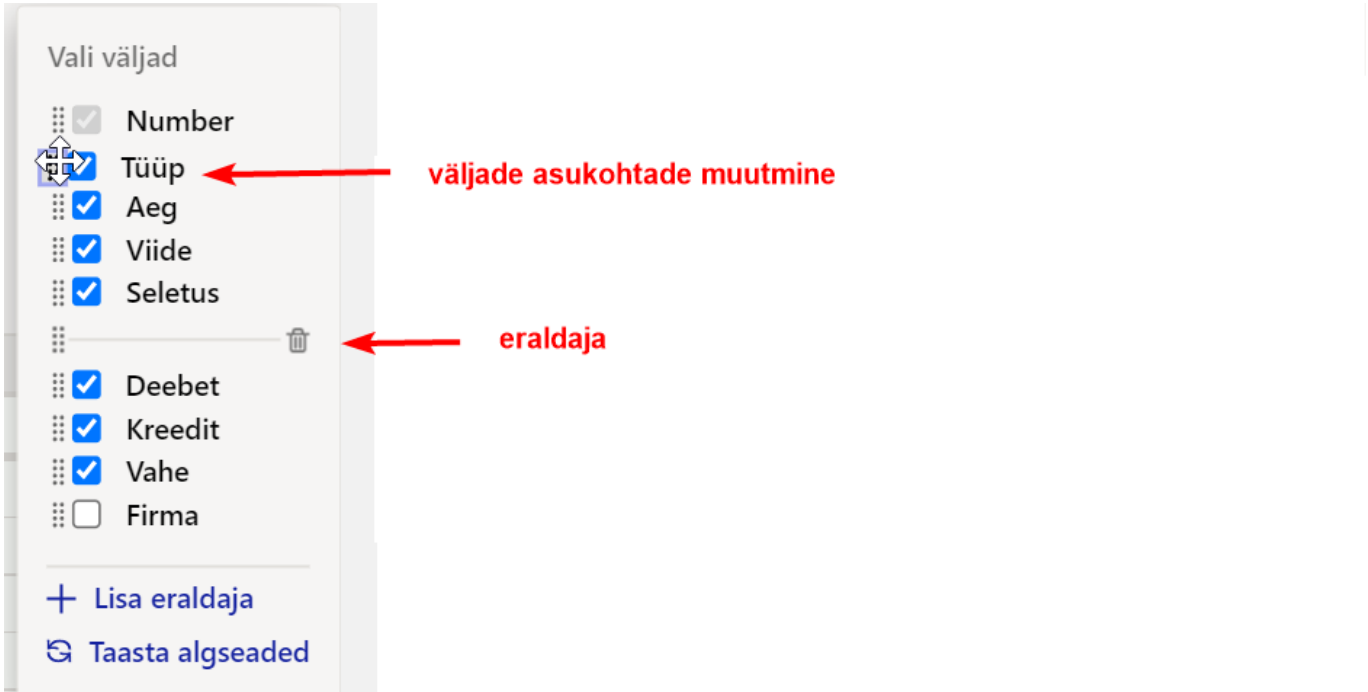 Vali väljad
Number
Tüüp
väljade asukohtade muutmine
Aeg
Viide
Seletus
eraldaja
Deebet
Kreedit
Vahe
Firma
Lisa eraldaja
Taasta algseaded